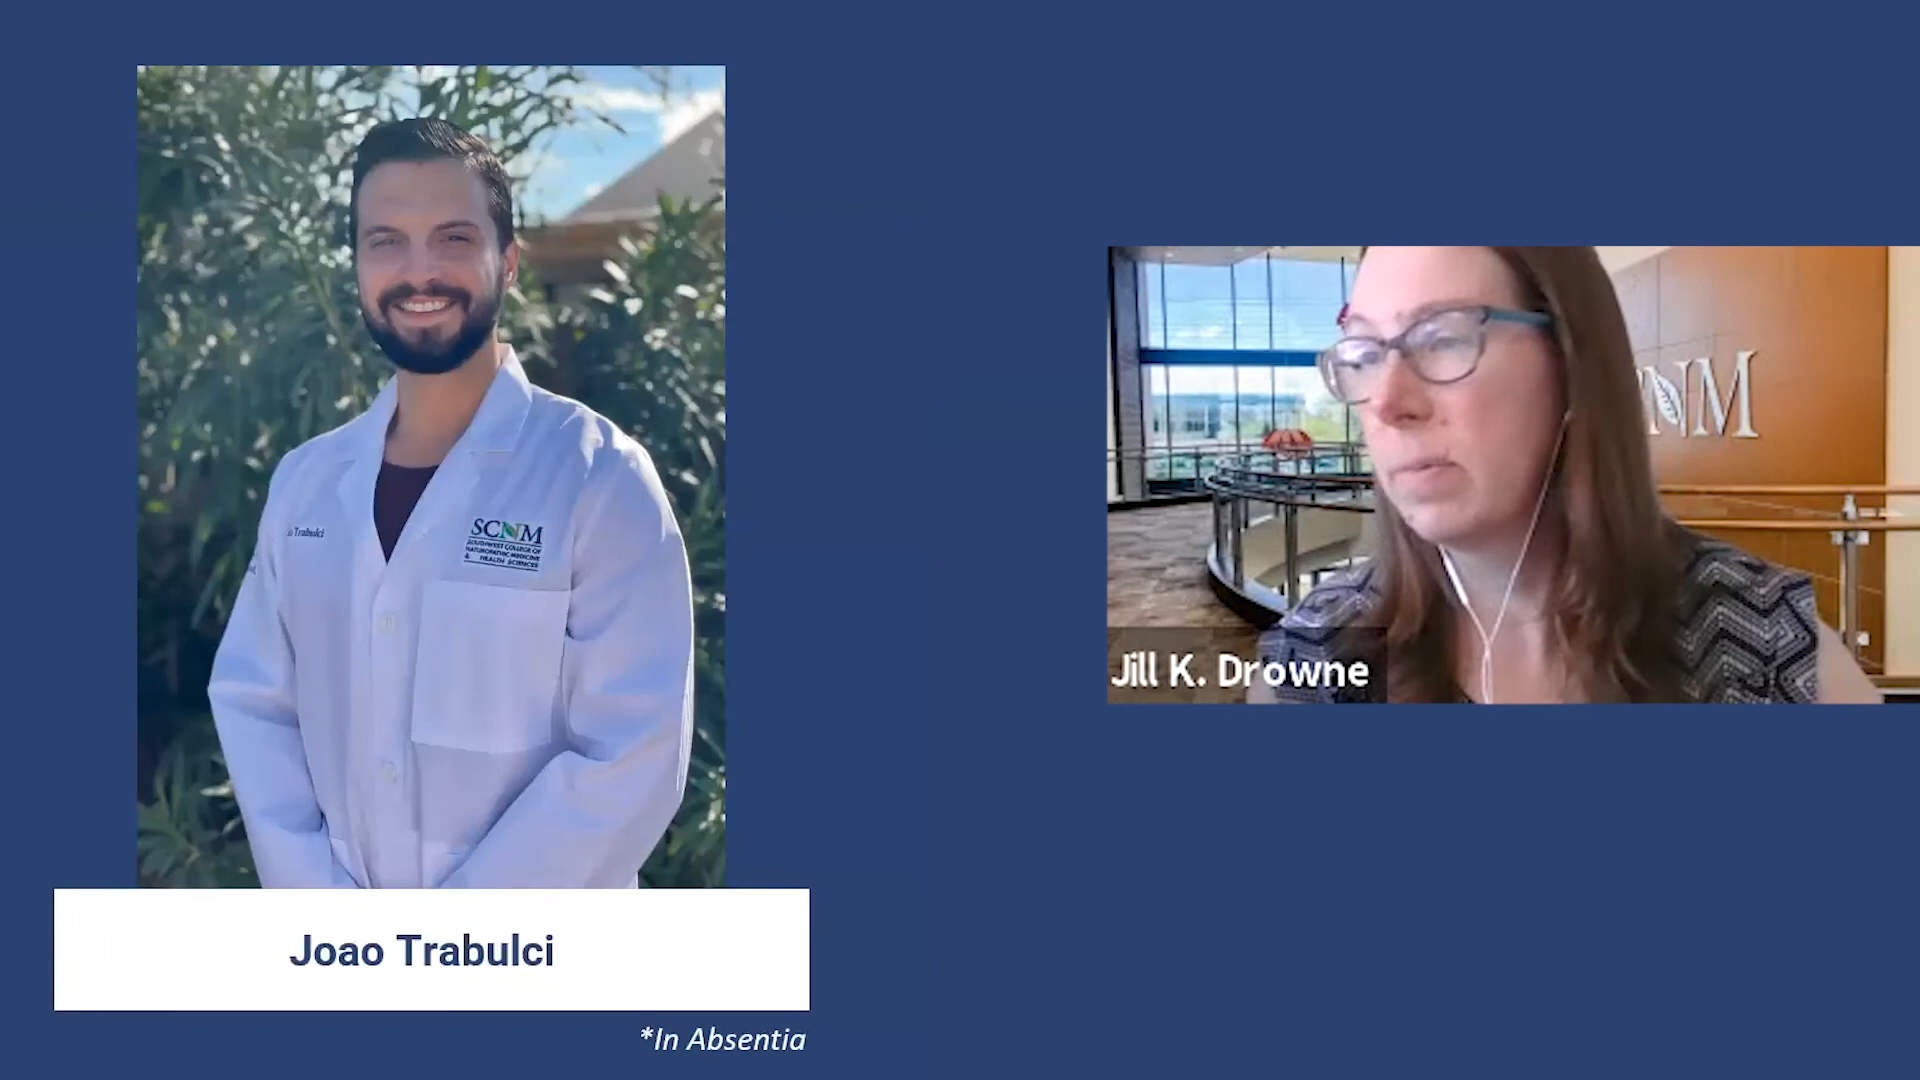 Trabulci
SCNM
SOUTHWEST COLLEGE OF
NATUROPATHIC MEDICINE
& HEALTH SCIENCES
NM
Jill K. Drowne
Joao Trabulci
*In Absentia